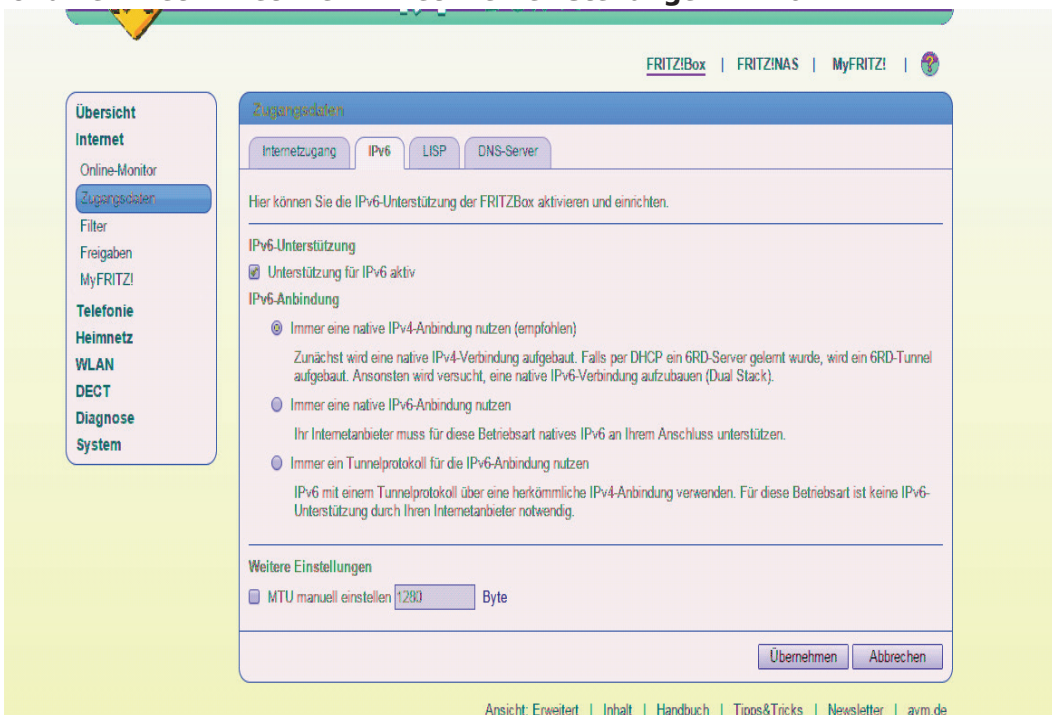 FRITZ!Box | FRITZ!NAS | MyFRITZ! |
Übersicht
Internet
Online-Monitor
Zugangsdaten
Filter
Freigaben
MyFRITZ!
Telefonie
Heimnetz
WLAN
DECT
Diagnose
System
Zugangsdaten
Internetzugang IPv6 LISP DNS-Server
Hier können Sie die IPv6-Unterstützung der FRITZBox aktivieren und einrichten.
IPv6-Unterstützung
Unterstützung für IPv6 aktiv
IPv6-Anbindung
Immer eine native IPv4-Anbindung nutzen (empfohlen)
Zunächst wird eine native IPv4-Verbindung aufgebaut. Falls per DHCP ein 6RD-Server gelernt wurde, wird ein 6RD-Tunnel
aufgebaut. Ansonsten wird versucht, eine native IPv6-Verbindung aufzubauen (Dual Stack).
Immer eine native IPv6-Anbindung nutzen
Ihr Internetanbieter muss für diese Betriebsart natives IPv6 an Ihrem Anschluss unterstützen.
Immer ein Tunnelprotokoll für die IPv6-Anbindung nutzen
IPv6 mit einem Tunnelprotokoll über eine herkömmliche IPv4-Anbindung verwenden. Für diese Betriebsart ist keine IPv6-
Unterstützung durch Ihren Internetanbieter notwendig.
Weitere Einstellungen
MTU manuell einstellen 1280 Byte
Übernehmen Abbrechen
Ansicht: Erweitert | Inhalt | Handbuch | Tipps&Tricks | Newsletter | avm.de